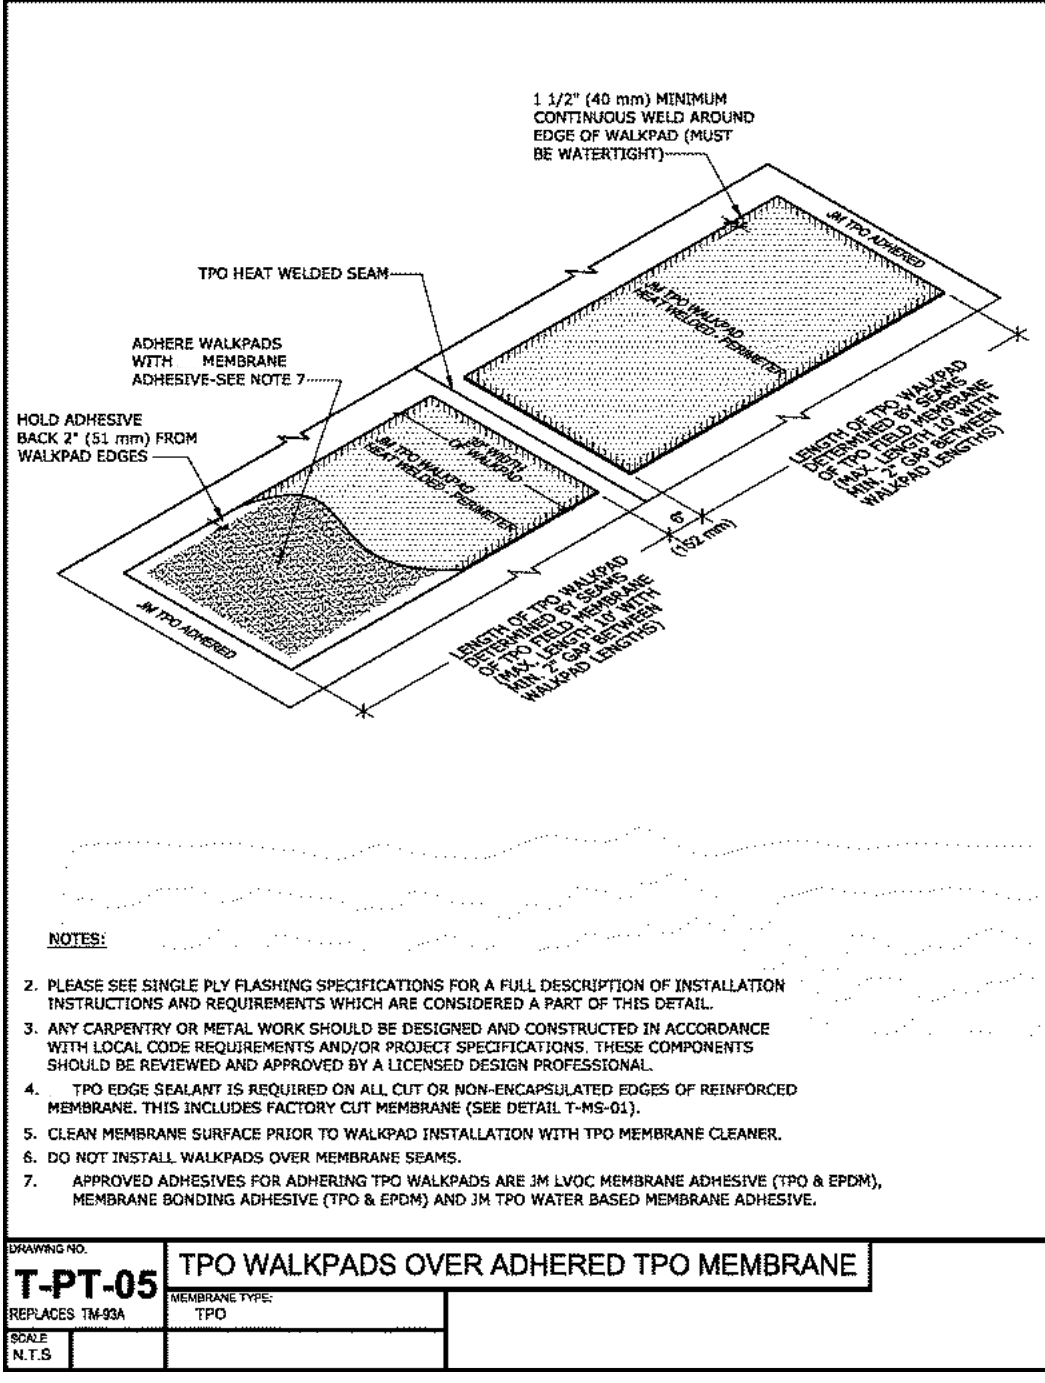 1 1/2" (40 mm) MINIMUM
CONTINUOUS WELD AROUND
EDGE OF WALKPAD (MUST
BE WATERTIGHT)
JM TPO ADHERED
TPO HEAT WELDED SEAM
JM TPO WALKPAD
HEAT WELDED - PERIMETER
ADHERE WALKPADS
WITH MEMBRANE
ADHESIVE-SEE NOTE 7
HOLD ADHESIVE
BACK 2" (51 mm) FROM
WALKPAD EDGES
30" WIDTH
OF WALKPAD
JM TPO WALKPAD
HEAT WELDED - PERIMETER
LENGTH OF TPO WALKPAD
DETERMINED BY SEAMS
OF TPO FIELD MEMBRANE
(MAX. LENGTH 10' WITH
MIN. 2" GAP BETWEEN
WALKPAD LENGTHS)
6"
(152 mm)
LENGTH OF TPO WALKPAD
DETERMINED BY SEAMS
OF TPO FIELD MEMBRANE
(MAX. LENGTH 10' WITH
MIN. 2" GAP BETWEEN
WALKPAD LENGTHS)
JM TPO ADHERED
NOTES:
2. PLEASE SEE SINGLE PLY FLASHING SPECIFICATIONS FOR A FULL DESCRIPTION OF INSTALLATION
INSTRUCTIONS AND REQUIREMENTS WHICH ARE CONSIDERED A PART OF THIS DETAIL.
3. ANY CARPENTRY OR METAL WORK SHOULD BE DESIGNED AND CONSTRUCTED IN ACCORDANCE
WITH LOCAL CODE REQUIREMENTS AND/OR PROJECT SPECIFICATIONS. THESE COMPONENTS
SHOULD BE REVIEWED AND APPROVED BY A LICENSED DESIGN PROFESSIONAL.
4. TPO EDGE SEALANT IS REQUIRED ON ALL CUT OR NON-ENCAPSULATED EDGES OF REINFORCED
MEMBRANE. THIS INCLUDES FACTORY CUT MEMBRANE (SEE DETAIL T-MS-01).
5. CLEAN MEMBRANE SURFACE PRIOR TO WALKPAD INSTALLATION WITH TPO MEMBRANE CLEANER.
6. DO NOT INSTALL WALKPADS OVER MEMBRANE SEAMS.
7. APPROVED ADHESIVES FOR ADHERING TPO WALKPADS ARE JM LVOC MEMBRANE ADHESIVE (TPO & EPDM),
MEMBRANE BONDING ADHESIVE (TPO & EPDM) AND JM TPO WATER BASED MEMBRANE ADHESIVE.
DRAWING NO.
T-PT-05
REPLACES TM-93A
TPO WALKPADS OVER ADHERED TPO MEMBRANE
MEMBRANE TYPE:
TPO
SCALE
N.T.S